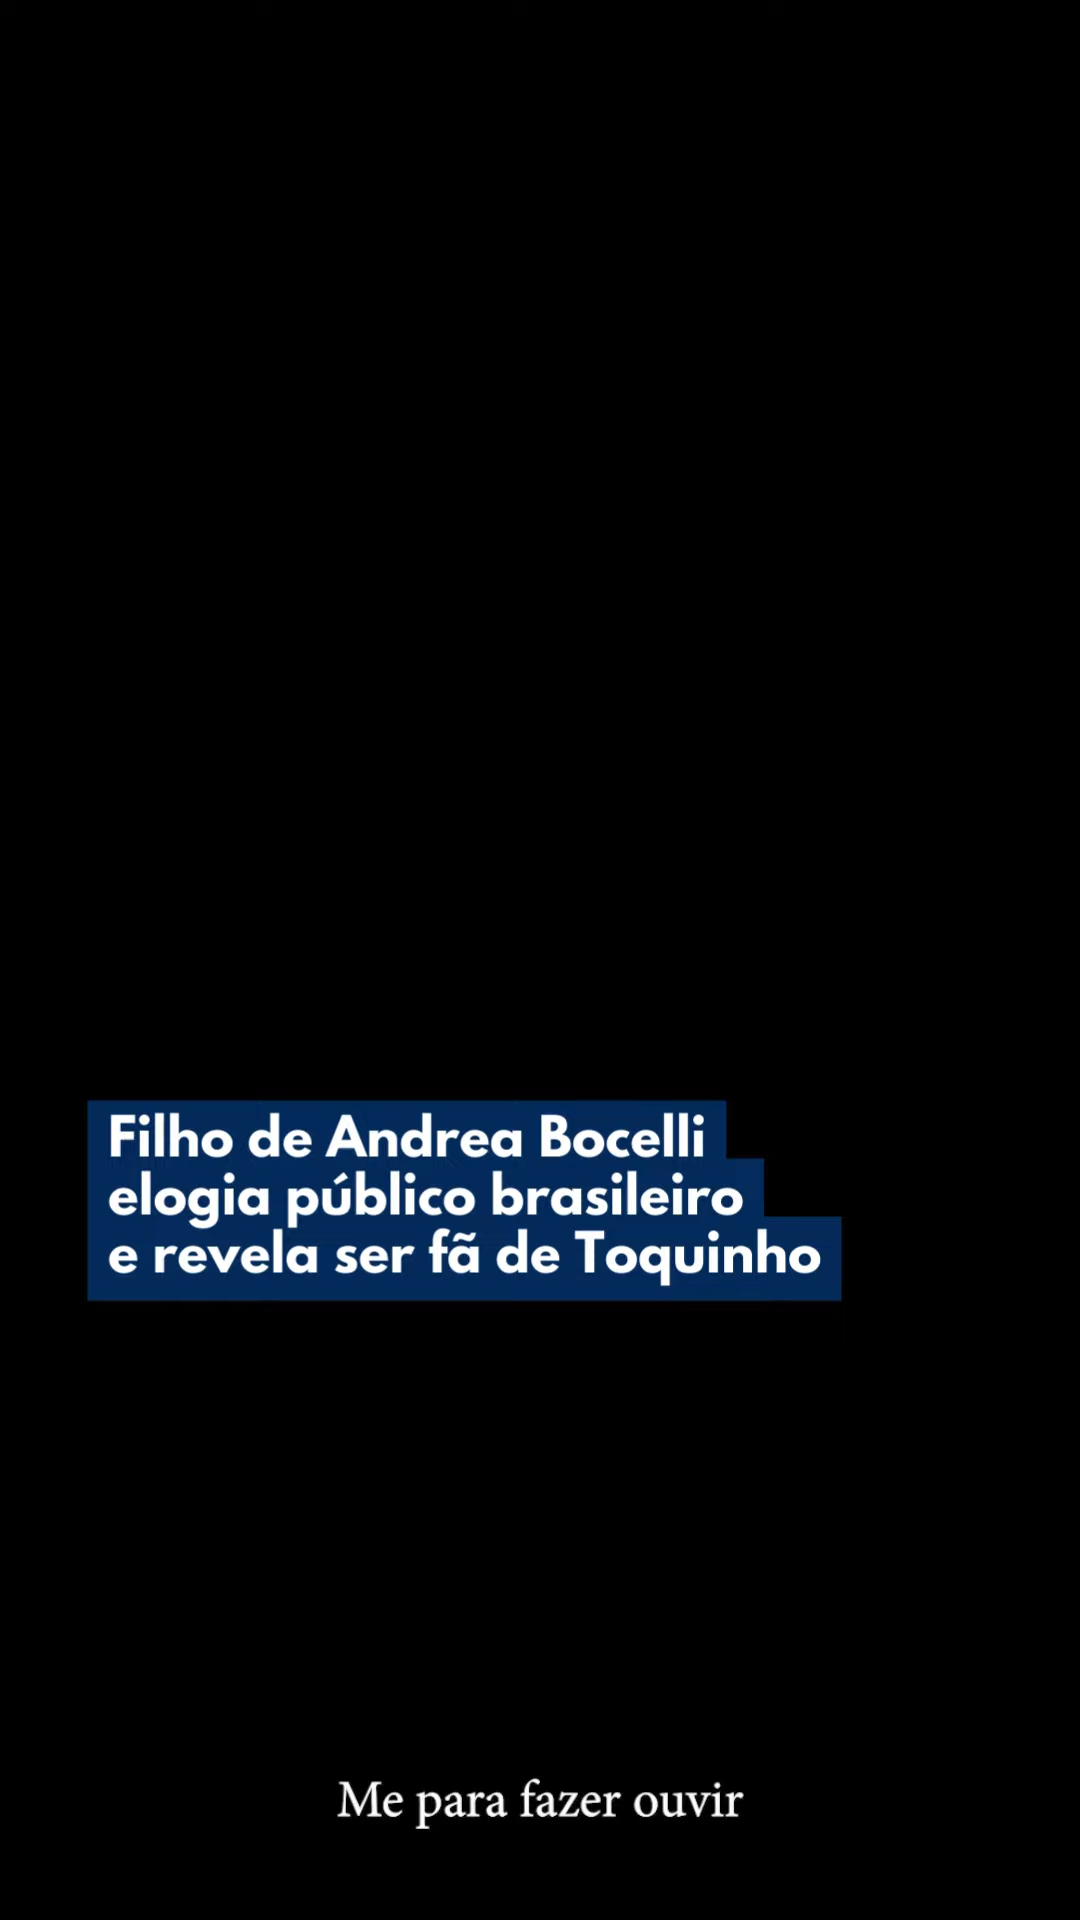 Filho de Andrea Bocelli
elogia público brasileiro
e revela ser fã de Toquinho
Me para fazer ouvir